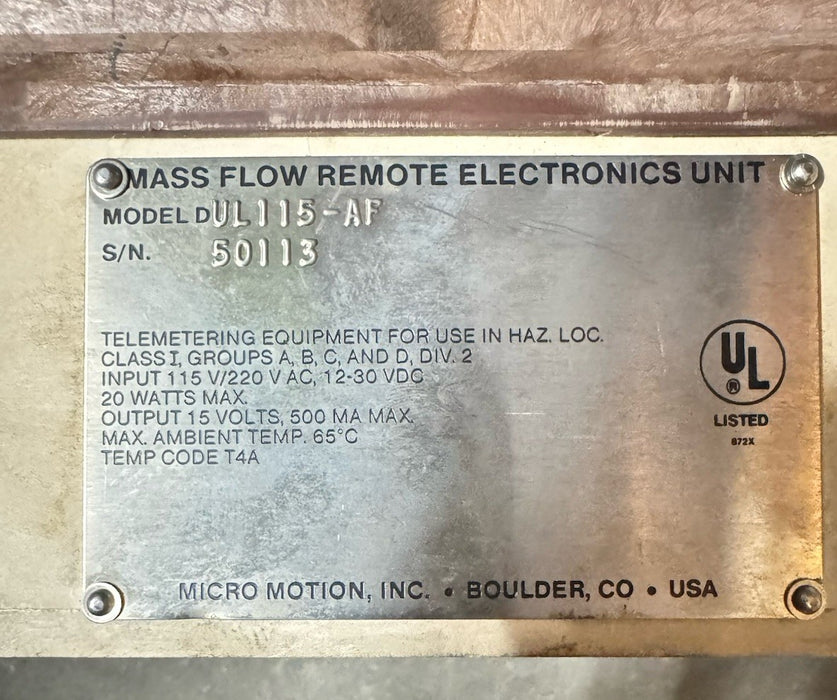 MASS FLOW REMOTE ELECTRONICS UNIT
MODEL DUL115-AF
S/N. 50113
TELEMETERING EQUIPMENT FOR USE IN HAZ. LOC.
CLASS I, GROUPS A, B, C, AND D, DIV. 2
INPUT 115 V/220 V AC, 12-30 VDC
20 WATTS MAX.
OUTPUT 15 VOLTS, 500 MA MAX.
MAX. AMBIENT TEMP. 65°C
TEMP CODE T4A
UL ®
LISTED
872X
MICRO MOTION, INC. • BOULDER, CO • USA